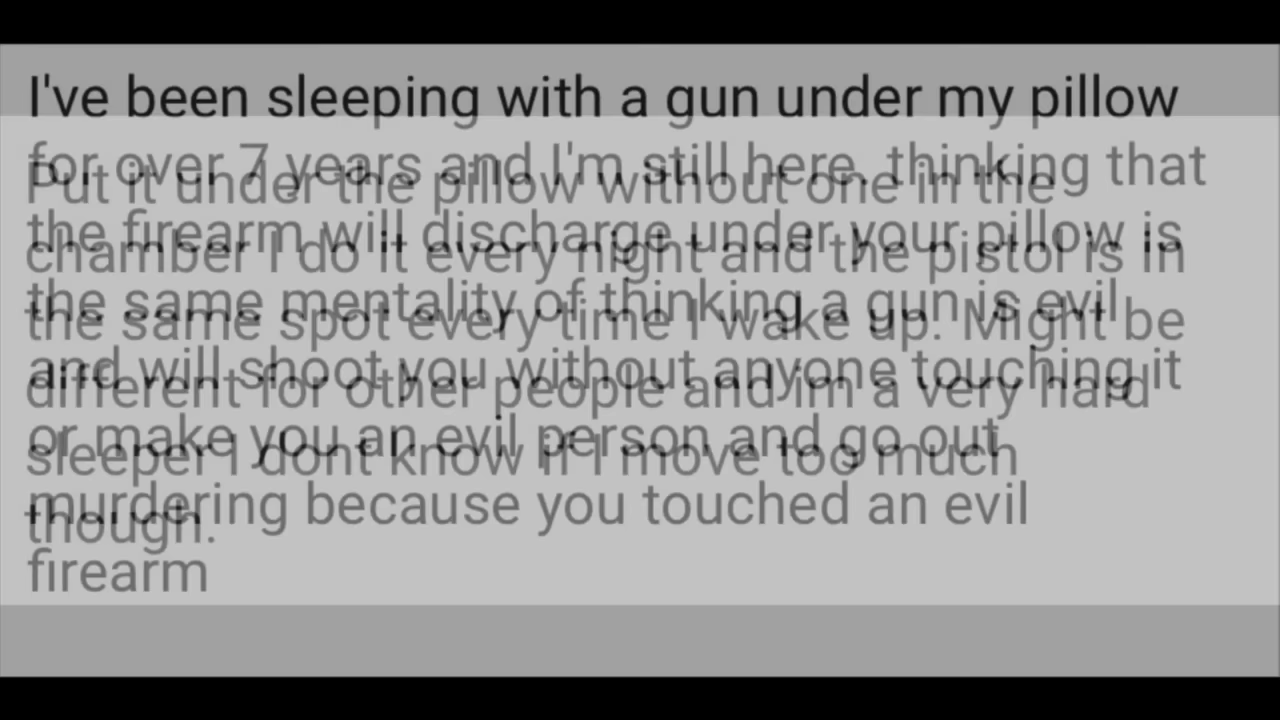 I've been sleeping with a gun under my pillow
for over 7 years and I'm still here. thinking that
the firearm will discharge under your pillow is
the same mentality of thinking a gun is evil
and will shoot you without anyone touching it
or make you an evil person and go out
murdering because you touched an evil
firearm
Put it under the pillow without one in the
chamber I do it every night and the pistol is in
the same spot every time I wake up. Might be
different for other people and im a very hard
sleeper I dont know if I move too much
though.